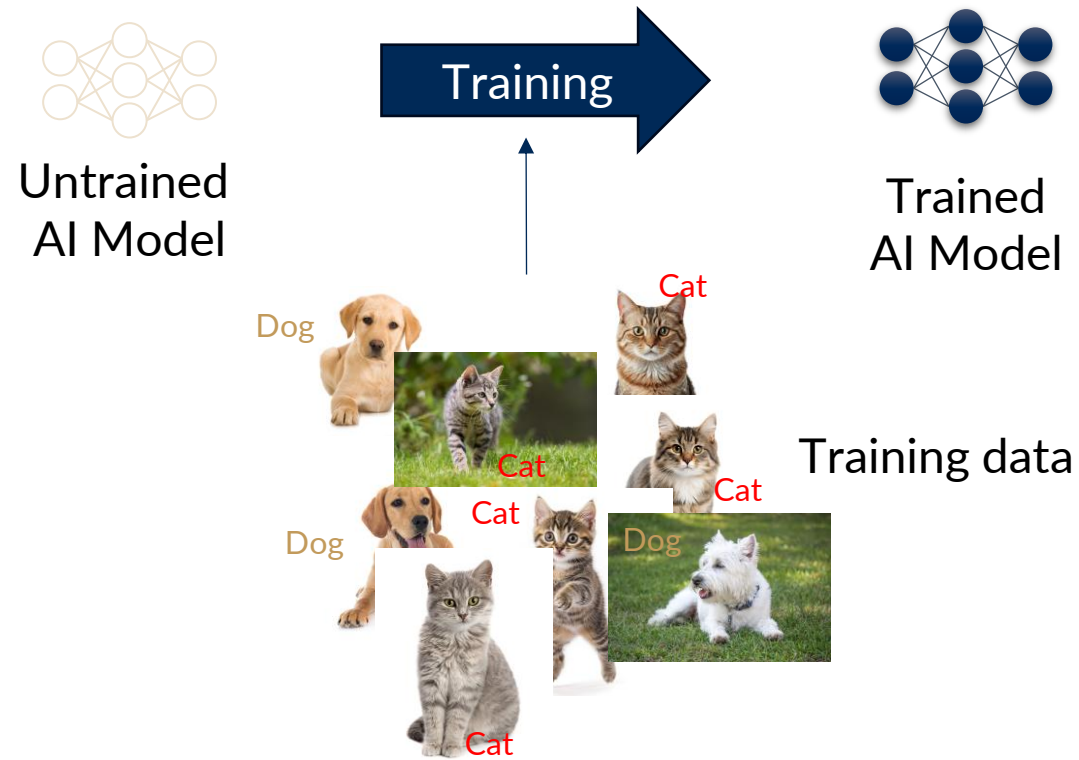 Training
Untrained
AI Model
Trained
AI Model
Cat
Dog
Training data
Cat
Cat
Cat
Dog
Dog
Cat